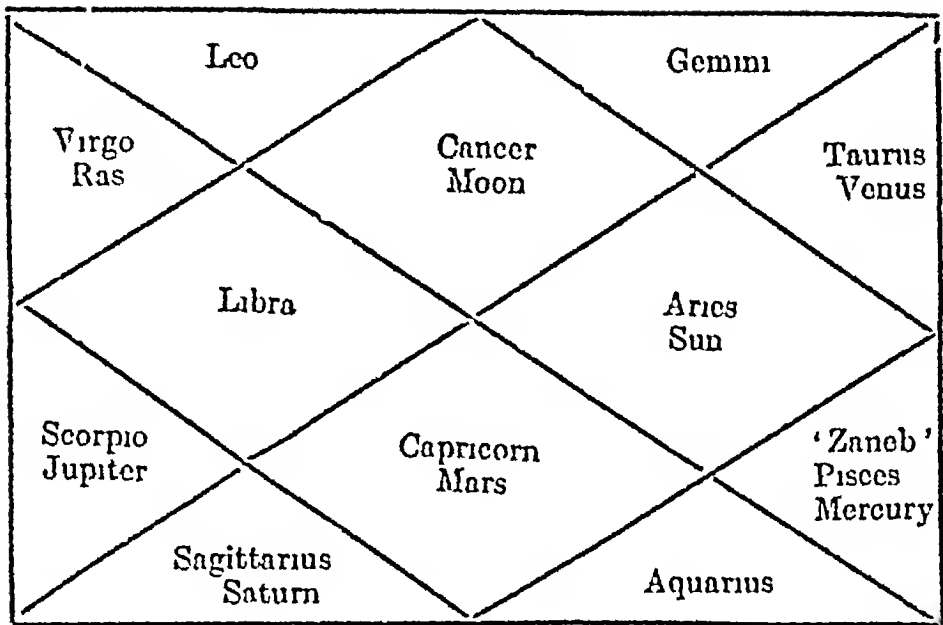 Leo
Gemini
Virgo
Ras
Cancer
Moon
Taurus
Venus
Libra
Aries
Sun
Scorpio
Jupiter
Capricorn
Mars
'Zaneb'
Pisces
Mercury
Sagittarius
Saturn
Aquarius